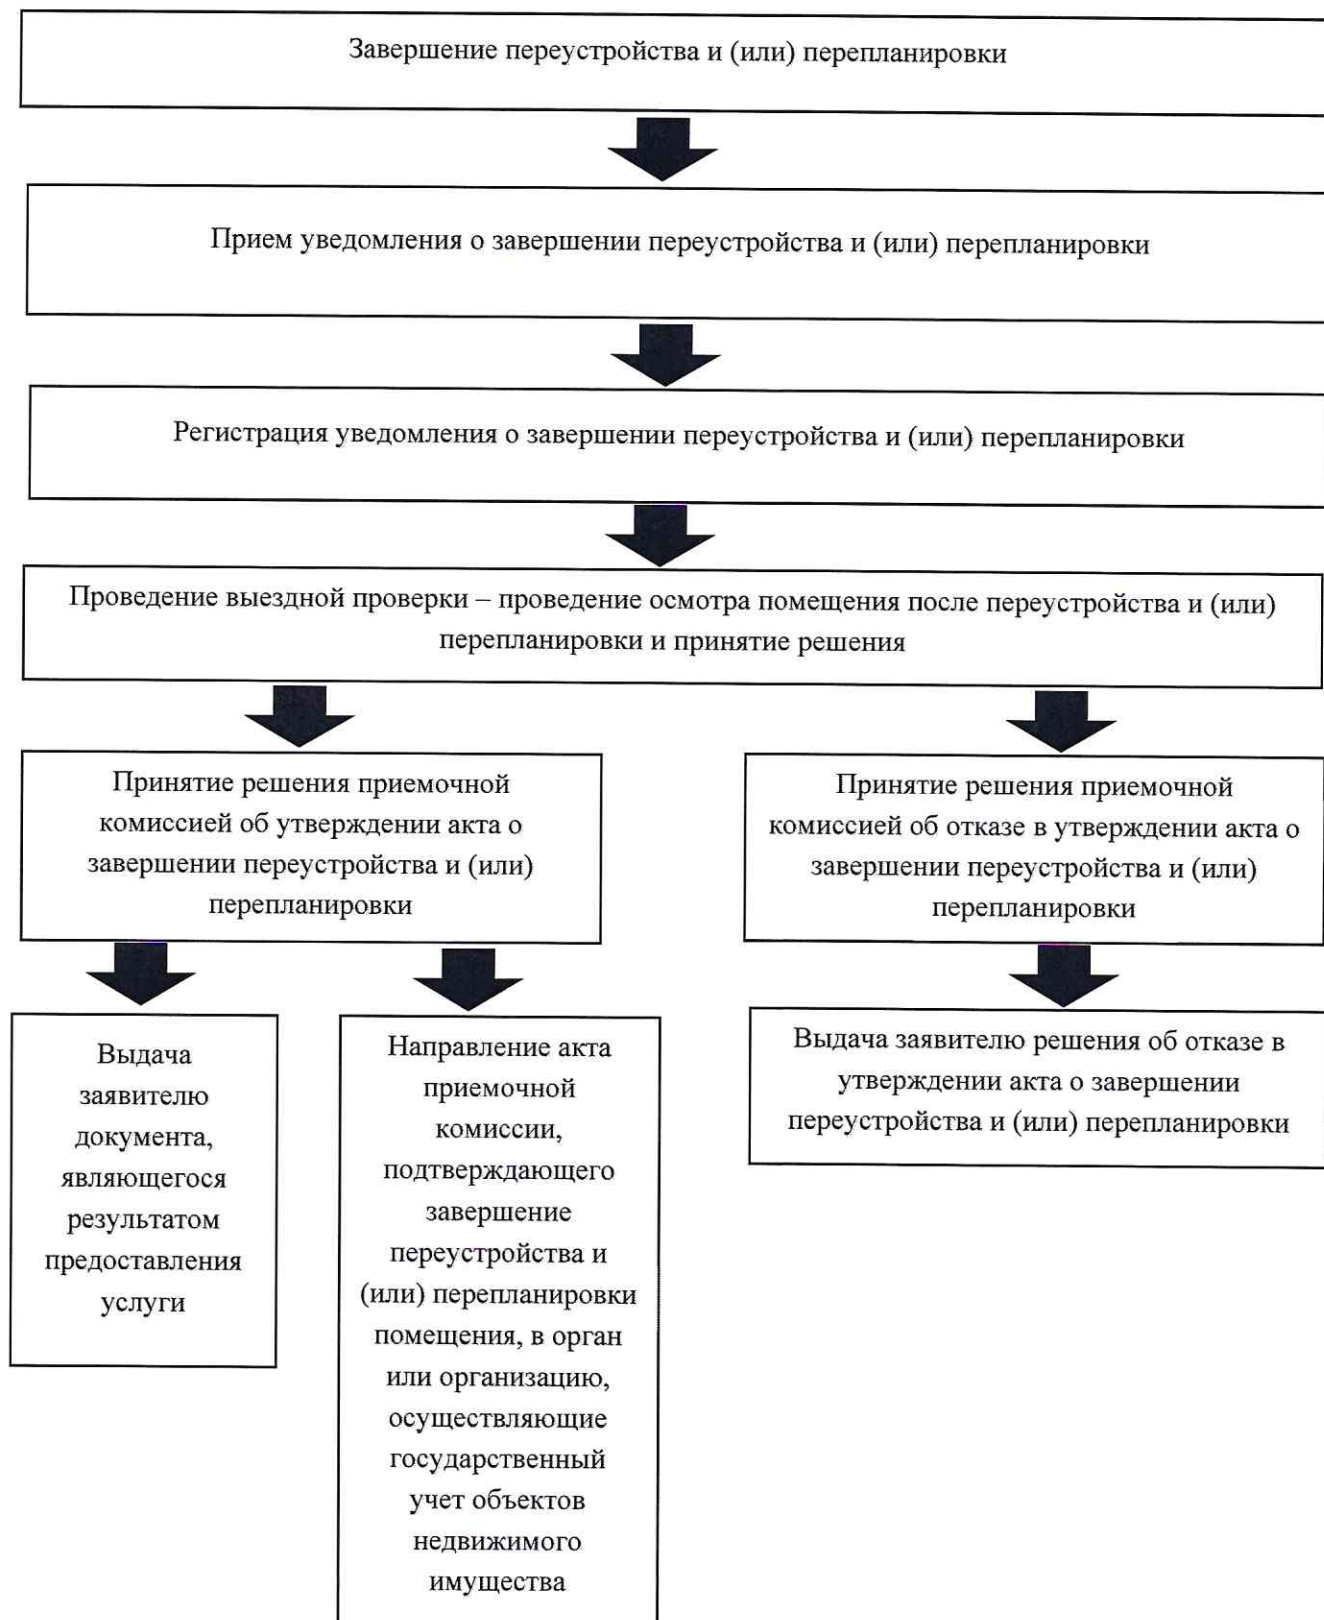 Завершение переустройства и (или) перепланировки
Прием уведомления о завершении переустройства и (или) перепланировки
Регистрация уведомления о завершении переустройства и (или) перепланировки
Проведение выездной проверки – проведение осмотра помещения после переустройства и (или)
перепланировки и принятие решения
Принятие решения приемочной
комиссией об утверждении акта о
завершении переустройства и (или)
перепланировки
Принятие решения приемочной
комиссией об отказе в утверждении акта о
завершении переустройства и (или)
перепланировки
Выдача
заявителю
документа,
являющегося
результатом
предоставления
услуги
Направление акта
приемочной
комиссии,
подтверждающего
завершение
переустройства и
(или) перепланировки
помещения, в орган
или организацию,
осуществляющие
государственный
учет объектов
недвижимого
имущества
Выдача заявителю решения об отказе в
утверждении акта о завершении
переустройства и (или) перепланировки